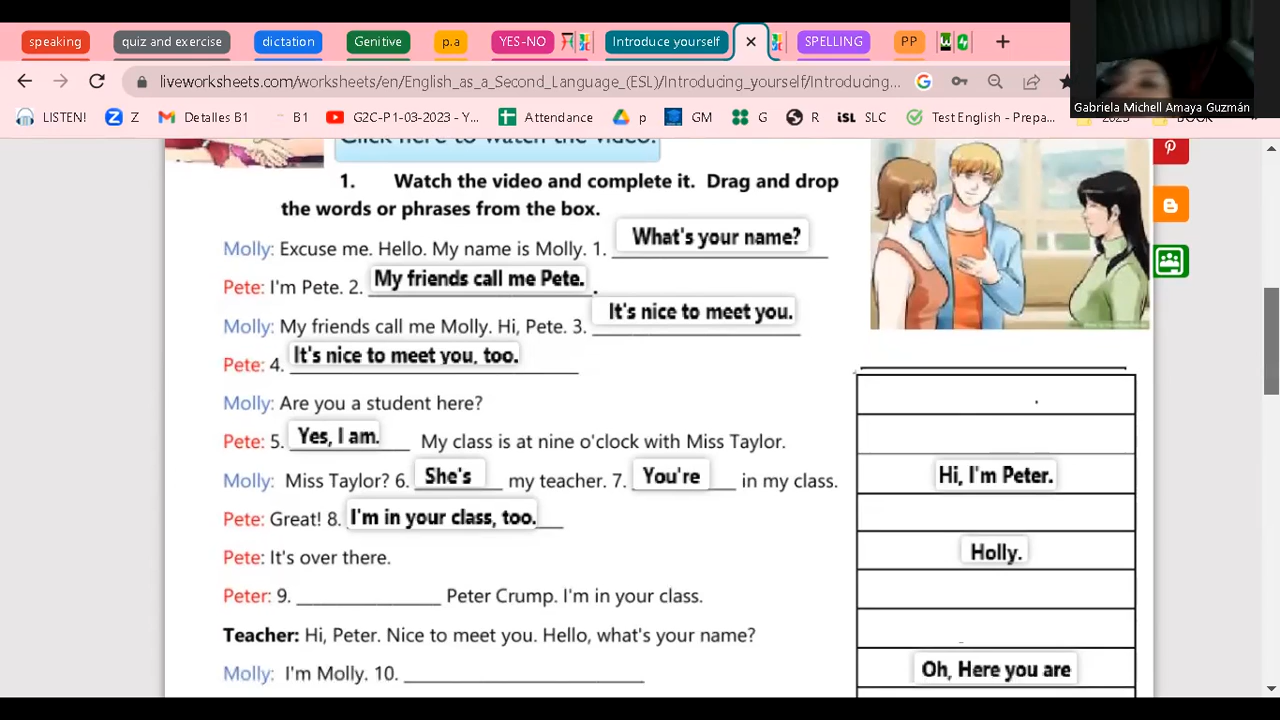 speaking quiz and exercise dictation Genitive p.a YES-NO Introduce yourself SPELLING PP
liveworksheets.com/worksheets/en/English_as_a_Second_Language_(ESL)/Introducing_yourself/Introducing...
Gabriela Michell Amaya Guzmán
LISTEN! Z Detalles B1 B1 G2C-P1-03-2023 - Y... Attendance p GM G R SLC Test English - Prepa...
1. Watch the video and complete it. Drag and drop
the words or phrases from the box.
Molly: Excuse me. Hello. My name is Molly. 1. What's your name?
Pete: I'm Pete. 2. My friends call me Pete. .
Molly: My friends call me Molly. Hi, Pete. 3. It's nice to meet you.
Pete: 4. It's nice to meet you, too.
Molly: Are you a student here?
Pete: 5. Yes, I am. My class is at nine o'clock with Miss Taylor.
Molly: Miss Taylor? 6. She's my teacher. 7. You're in my class.
Pete: Great! 8. I'm in your class, too.
Pete: It's over there.
Peter: 9. ______________ Peter Crump. I'm in your class.
Teacher: Hi, Peter. Nice to meet you. Hello, what's your name?
Molly: I'm Molly. 10. ________________________
Hi, I'm Peter.
Holly.
Oh, Here you are